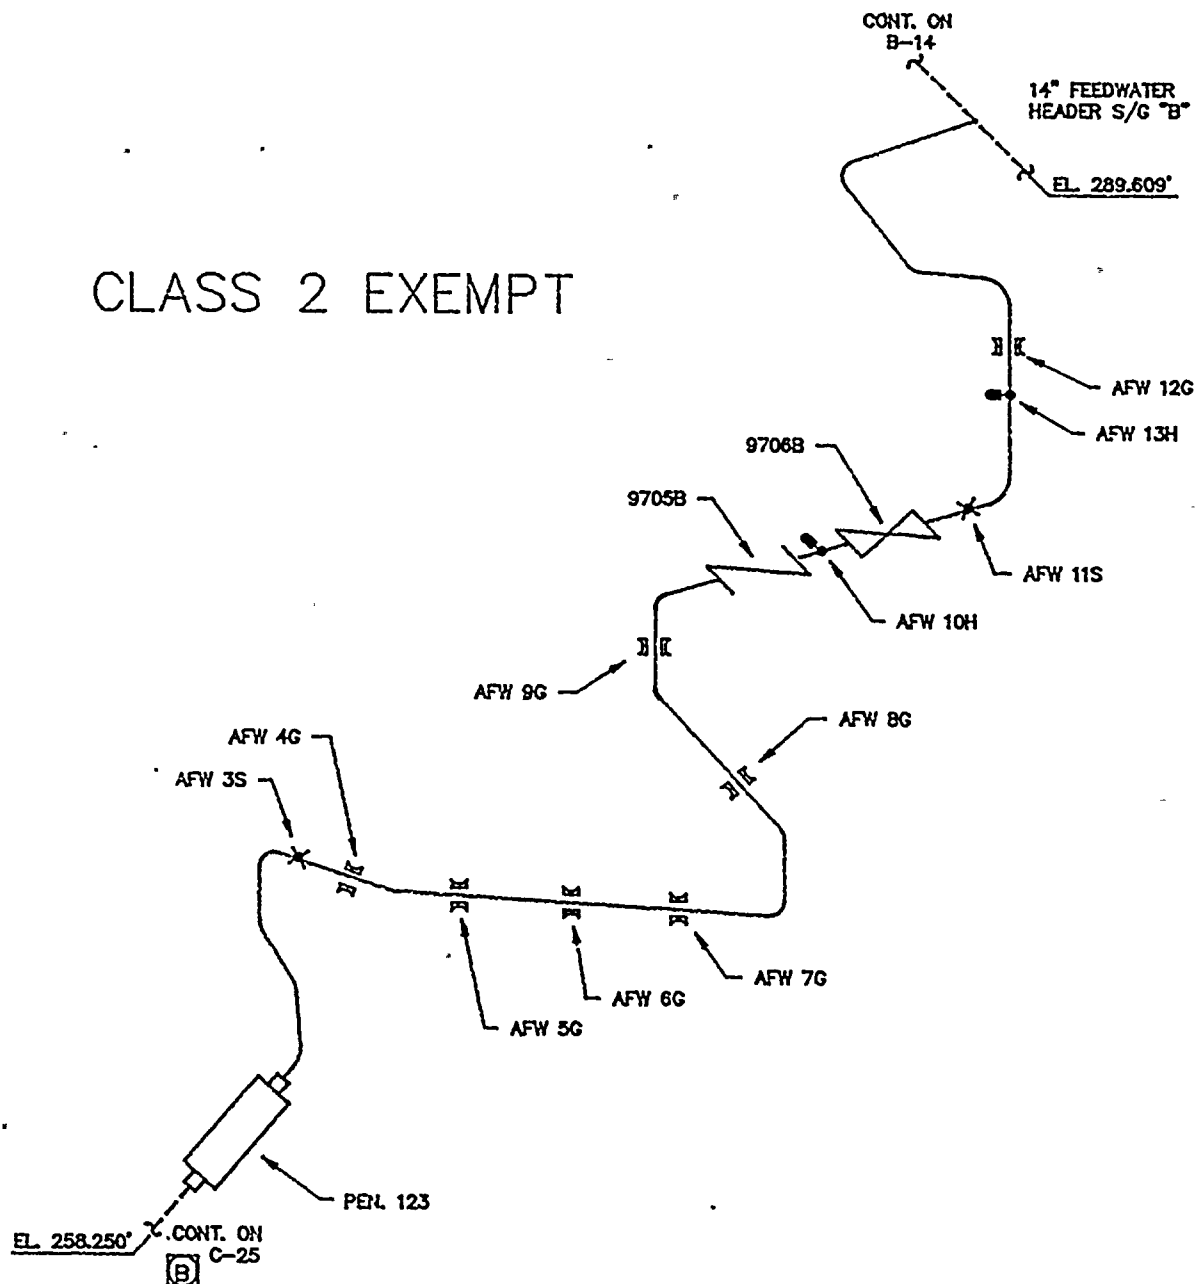 CONT. ON
B-14
14" FEEDWATER
HEADER S/G "B"
EL. 289.609'
CLASS 2 EXEMPT
AFW 12G
AFW 13H
9706B
9705B
AFW 11S
AFW 10H
AFW 9G
AFW 8G
AFW 4G
AFW 3S
AFW 7G
AFW 6G
AFW 5G
PEN. 123
EL. 258.250'
CONT. ON
C-25
B